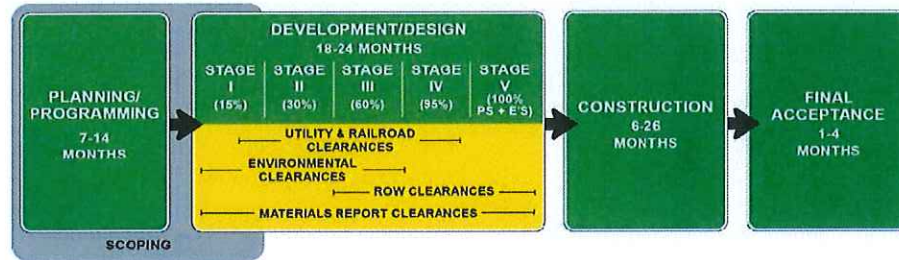 PLANNING/
PROGRAMMING
7-14
MONTHS
SCOPING
DEVELOPMENT/DESIGN
18-24 MONTHS
STAGE
I
(15%)
STAGE
II
(30%)
STAGE
III
(60%)
STAGE
IV
(95%)
STAGE
V
(100%
PS + E'S)
UTILITY & RAILROAD
CLEARANCES
ENVIRONMENTAL
CLEARANCES
ROW CLEARANCES
MATERIALS REPORT CLEARANCES
CONSTRUCTION
6-26
MONTHS
FINAL
ACCEPTANCE
1-4
MONTHS